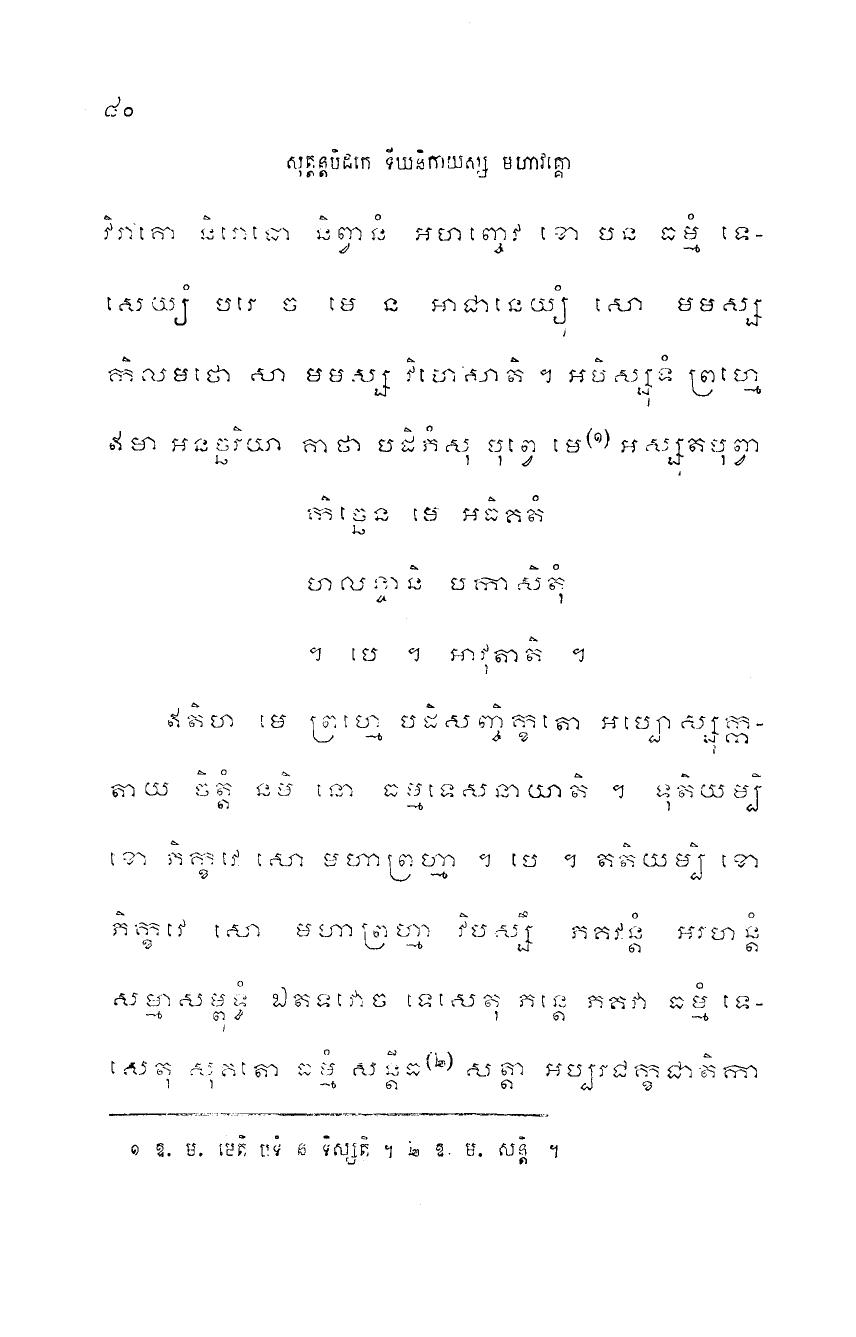 ៨០
សុត្តន្តបិដកេ ទីឃនិកាយស្ស មហាវគ្គោ
វិរាគោ និរោធោ និព្វានំ អហញ្ចេវ ខោ បន ធម្មំ ទេ-
សេយ្យំ បរេ ច មេ ន អាជានេយ្យុំ សោ មមស្ស
កិលមថោ សា មមស្ស វិហេសាតិ ។ អបិស្សុទំ ព្រហ្មេ
ឥមា អនច្ឆរិយា គាថា បដិភំសុ បុព្វេ មេ(១) អស្សុតបុព្វា
កិច្ឆេន មេ អធិគតំ
ហលន្ទានិ បកាសិតុំ
។ បេ ។ អាវុតាតិ ។
ឥតិហ មេ ព្រហ្មេ បដិសញ្ចិក្ខតោ អប្បោស្សុក្ក-
តាយ ចិត្តំ នមិ នោ ធម្មទេសនាយាតិ ។ ទុតិយម្បិ
ខោ ភិក្ខវេ សោ មហាព្រហ្មា ។ បេ ។ តតិយម្បិ ខោ
ភិក្ខវេ សោ មហាព្រហ្មា វិបស្សឹ ភគវន្តំ អរហន្តំ
សម្មាសម្ពុទ្ធំ ឯតទវោច ទេសេតុ ភន្តេ ភគវា ធម្មំ ទេ-
សេតុ សុគតោ ធម្មំ សន្តីធ(២) សត្តា អប្បរជក្ខជាតិកា
១ ឱ. ម. មេតិ បទំ ន ទិស្សតិ ។ ២ ឱ. ម. សន្តិ ។